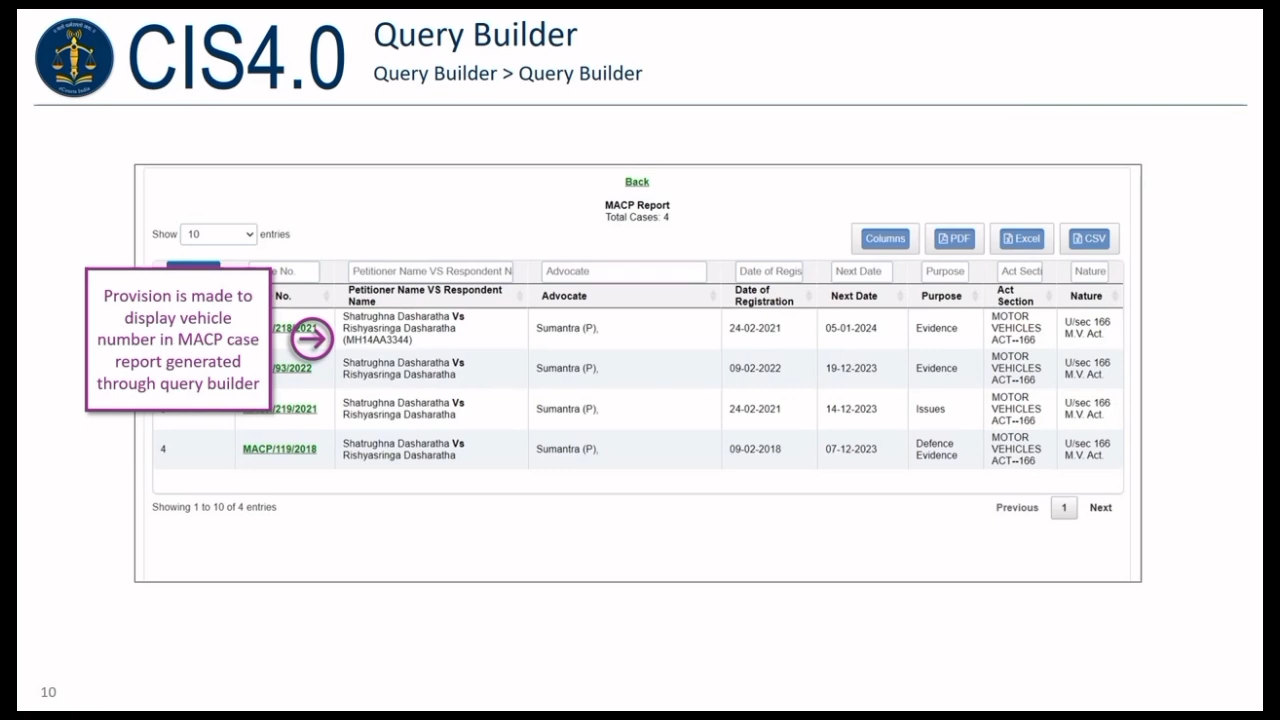 CIS4.0
Query Builder
Query Builder > Query Builder
Back
MACP Report
Total Cases: 4
Show 10 entries
Columns PDF Excel CSV
e No. Petitioner Name VS Respondent N Advocate Date of Regis Next Date Purpose Act Secti Nature
No. Petitioner Name VS Respondent Name Advocate Date of Registration Next Date Purpose Act Section Nature
Provision is made to
display vehicle
number in MACP case
report generated
through query builder
/218/2021 Shatrughna Dasharatha Vs Rishyasringa Dasharatha (MH14AA3344) Sumantra (P), 24-02-2021 05-01-2024 Evidence MOTOR VEHICLES ACT--166 U/sec 166 M.V. Act.
/93/2022 Shatrughna Dasharatha Vs Rishyasringa Dasharatha Sumantra (P), 09-02-2022 19-12-2023 Evidence MOTOR VEHICLES ACT--166 U/sec 166 M.V. Act.
/219/2021 Shatrughna Dasharatha Vs Rishyasringa Dasharatha Sumantra (P), 24-02-2021 14-12-2023 Issues MOTOR VEHICLES ACT--166 U/sec 166 M.V. Act.
4 MACP/119/2018 Shatrughna Dasharatha Vs Rishyasringa Dasharatha Sumantra (P), 09-02-2018 07-12-2023 Defence Evidence MOTOR VEHICLES ACT--166 U/sec 166 M.V. Act.
Showing 1 to 10 of 4 entries
Previous 1 Next
10